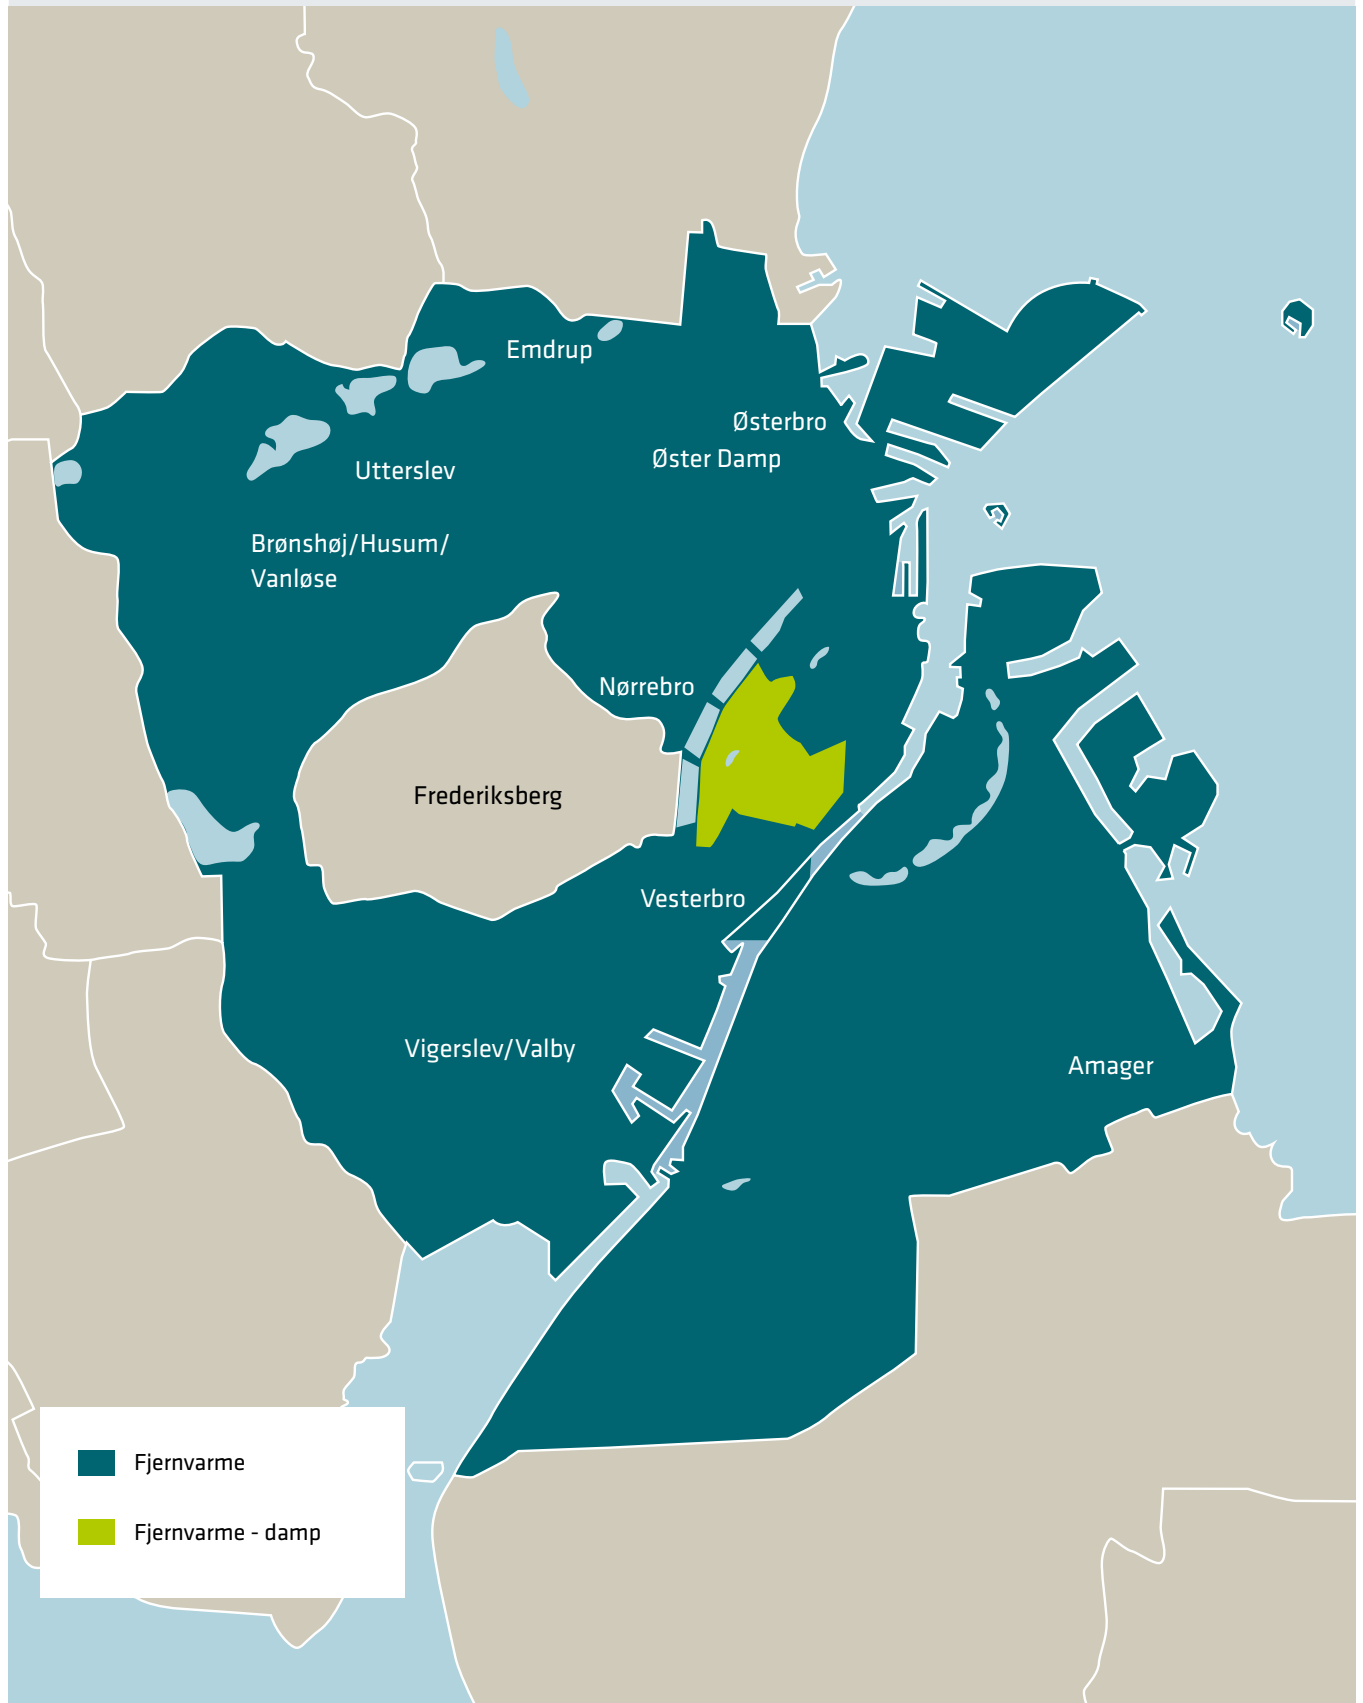 Emdrup
Østerbro
Øster Damp
Utterslev
Brønshøj/Husum/
Vanløse
Nørrebro
Frederiksberg
Vesterbro
Vigerslev/Valby
Amager
Fjernvarme
Fjernvarme - damp